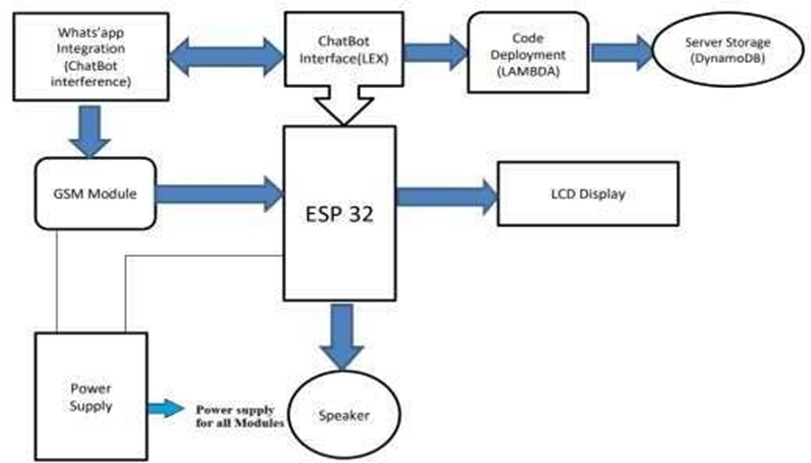 Whats'app
Integration
(ChatBot
interference)
ChatBot
Interface(LEX)
Code
Deployment
(LAMBDA)
Server Storage
(DynamoDB)
GSM Module
ESP 32
LCD Display
Power
Supply
Power supply
for all Modules
Speaker